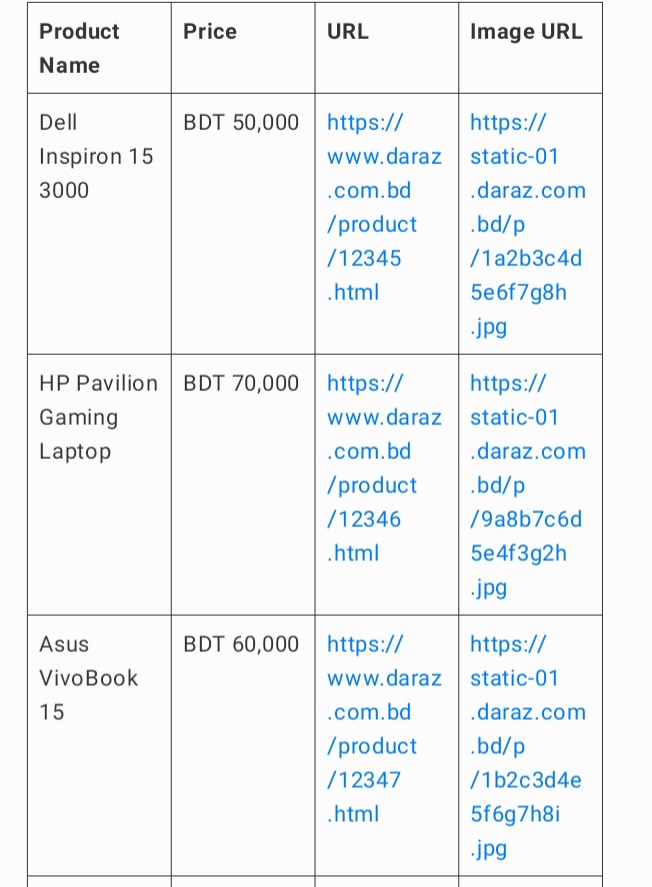 Product Name | Price | URL | Image URL
Dell Inspiron 15 3000 | BDT 50,000 | https://www.daraz.com.bd/product/12345.html | https://static-01.daraz.com.bd/p/1a2b3c4d5e6f7g8h.jpg
HP Pavilion Gaming Laptop | BDT 70,000 | https://www.daraz.com.bd/product/12346.html | https://static-01.daraz.com.bd/p/9a8b7c6d5e4f3g2h.jpg
Asus VivoBook 15 | BDT 60,000 | https://www.daraz.com.bd/product/12347.html | https://static-01.daraz.com.bd/p/1b2c3d4e5f6g7h8i.jpg